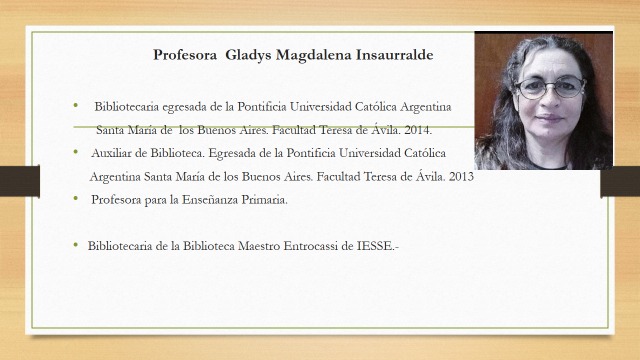 Profesora Gladys Magdalena Insaurralde
• Bibliotecaria egresada de la Pontificia Universidad Católica Argentina
Santa María de los Buenos Aires. Facultad Teresa de Ávila. 2014.
• Auxiliar de Biblioteca. Egresada de la Pontificia Universidad Católica
Argentina Santa María de los Buenos Aires. Facultad Teresa de Ávila. 2013
• Profesora para la Enseñanza Primaria.
• Bibliotecaria de la Biblioteca Maestro Entrocassi de IESSE.-